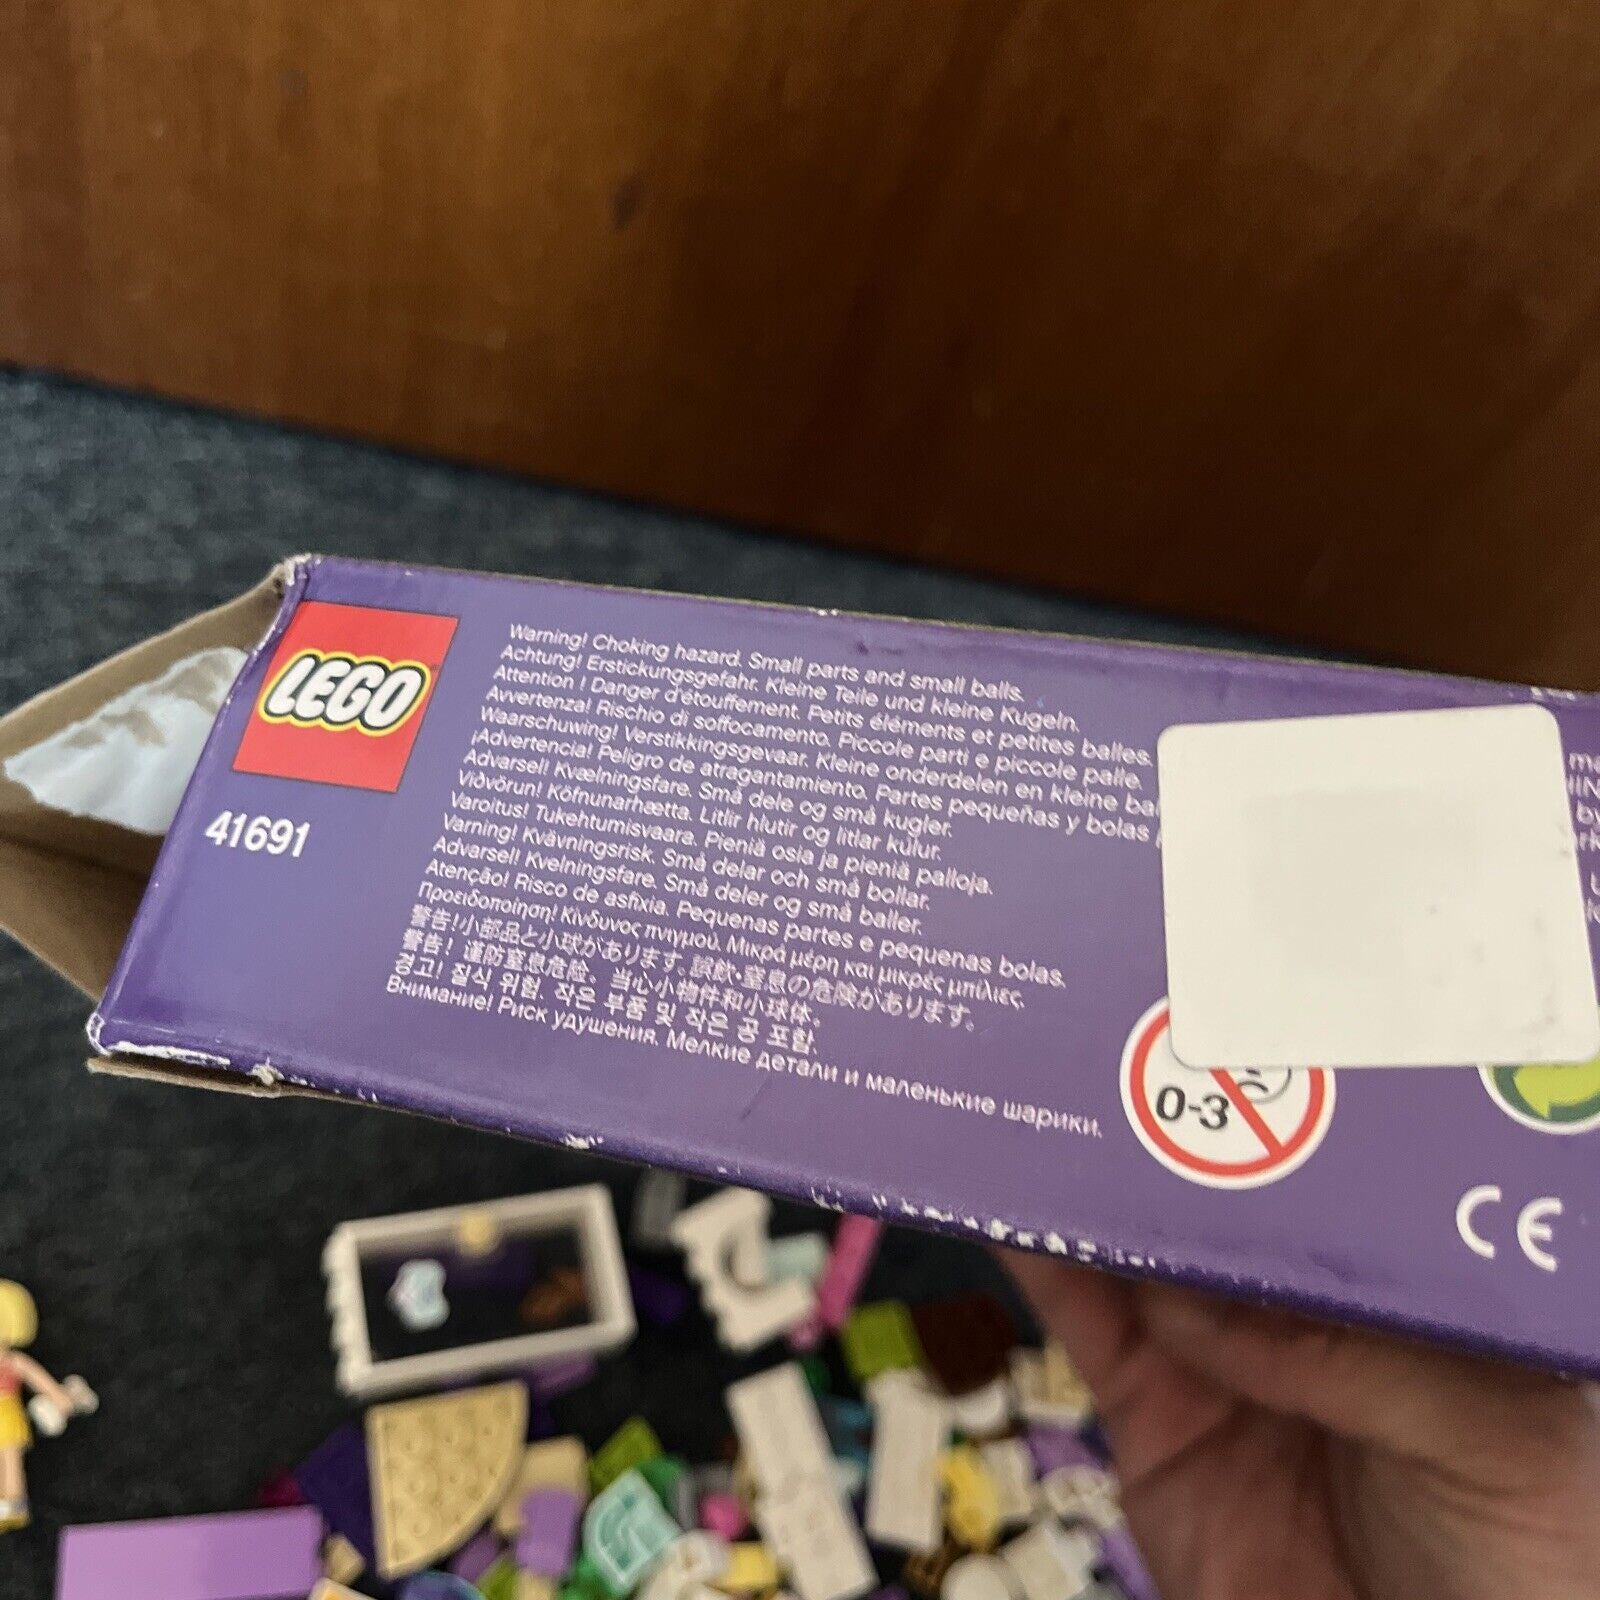 LEGO
41691
Warning! Choking hazard. Small parts and small balls.
Achtung! Erstickungsgefahr. Kleine Teile und kleine Kugeln.
Attention ! Danger d'étouffement. Petits éléments et petites balles.
Avvertenza! Rischio di soffocamento. Piccole parti e piccole palle.
Waarschuwing! Verstikkingsgevaar. Kleine onderdelen en kleine
¡Advertencia! Peligro de atragantamiento. Partes pequeñas y bolas
Advarsel! Kvælningsfare. Små dele og små kugler.
Viðvörun! Köfnunarhætta. Litlir hlutir og litlar kúlur.
Varoitus! Tukehtumisvaara. Pieniä osia ja pieniä palloja.
Varning! Kvävningsrisk. Små delar och små bollar.
Advarsel! Kvelningsfare. Små deler og små baller.
Atenção! Risco de asfixia. Pequenas partes e pequenas bolas.
Προειδοποίηση! Κίνδυνος πνιγμού. Μικρά μέρη και μικρές μπίλιες.
警告!小部品と小球があります。誤飲・窒息の危険があります。
警告！谨防窒息危险。当心小物件和小球体。
경고! 질식 위험. 작은 부품 및 작은 공 포함.
Внимание! Риск удушения. Мелкие детали и маленькие шарики.
0-3
CE